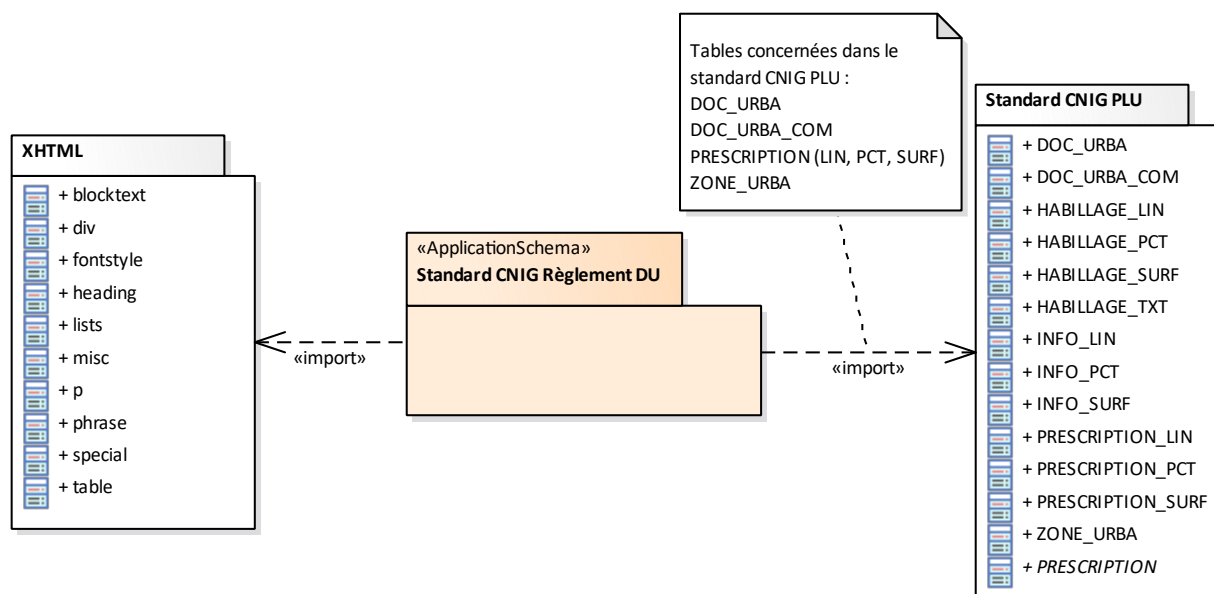 XHTML
+ blocktext
+ div
+ fontstyle
+ heading
+ lists
+ misc
+ p
+ phrase
+ special
+ table
«import»
«ApplicationSchema»
Standard CNIG Règlement DU
Tables concernées dans le
standard CNIG PLU :
DOC_URBA
DOC_URBA_COM
PRESCRIPTION (LIN, PCT, SURF)
ZONE_URBA
«import»
Standard CNIG PLU
+ DOC_URBA
+ DOC_URBA_COM
+ HABILLAGE_LIN
+ HABILLAGE_PCT
+ HABILLAGE_SURF
+ HABILLAGE_TXT
+ INFO_LIN
+ INFO_PCT
+ INFO_SURF
+ PRESCRIPTION_LIN
+ PRESCRIPTION_PCT
+ PRESCRIPTION_SURF
+ ZONE_URBA
+ PRESCRIPTION